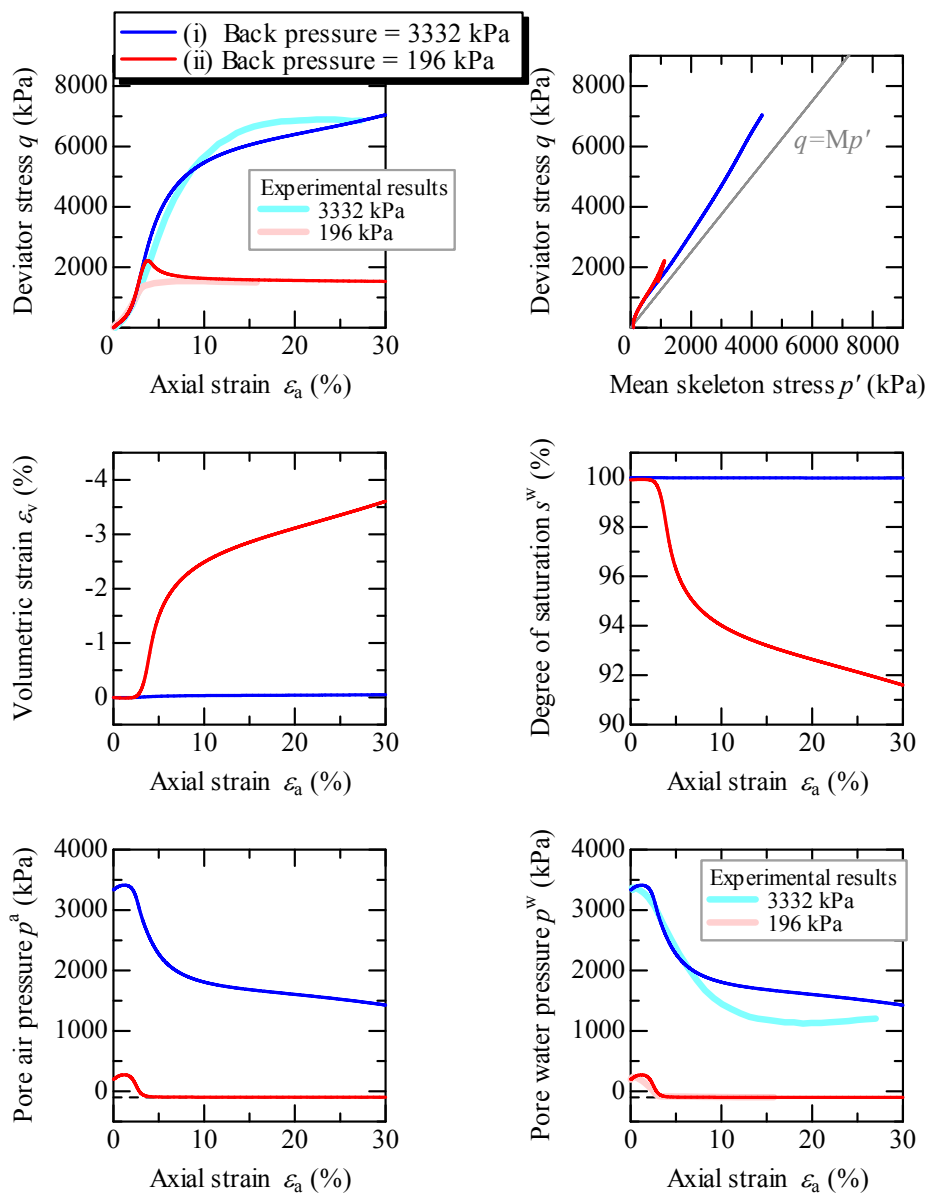 (i) Back pressure = 3332 kPa
(ii) Back pressure = 196 kPa
Deviator stress q (kPa)
8000
6000
4000
2000
0
Experimental results
3332 kPa
196 kPa
0 10 20 30
Axial strain εa (%)
Deviator stress q (kPa)
8000
6000
4000
2000
0
q=Mp′
0 2000 4000 6000 8000
Mean skeleton stress p′ (kPa)
Volumetric strain εv (%)
-4
-3
-2
-1
0
0 10 20 30
Axial strain εa (%)
Degree of saturation sʷ (%)
100
98
96
94
92
90
0 10 20 30
Axial strain εa (%)
Pore air pressure pᵃ (kPa)
4000
3000
2000
1000
0
0 10 20 30
Axial strain εa (%)
Pore water pressure pʷ (kPa)
4000
3000
2000
1000
0
Experimental results
3332 kPa
196 kPa
0 10 20 30
Axial strain εa (%)